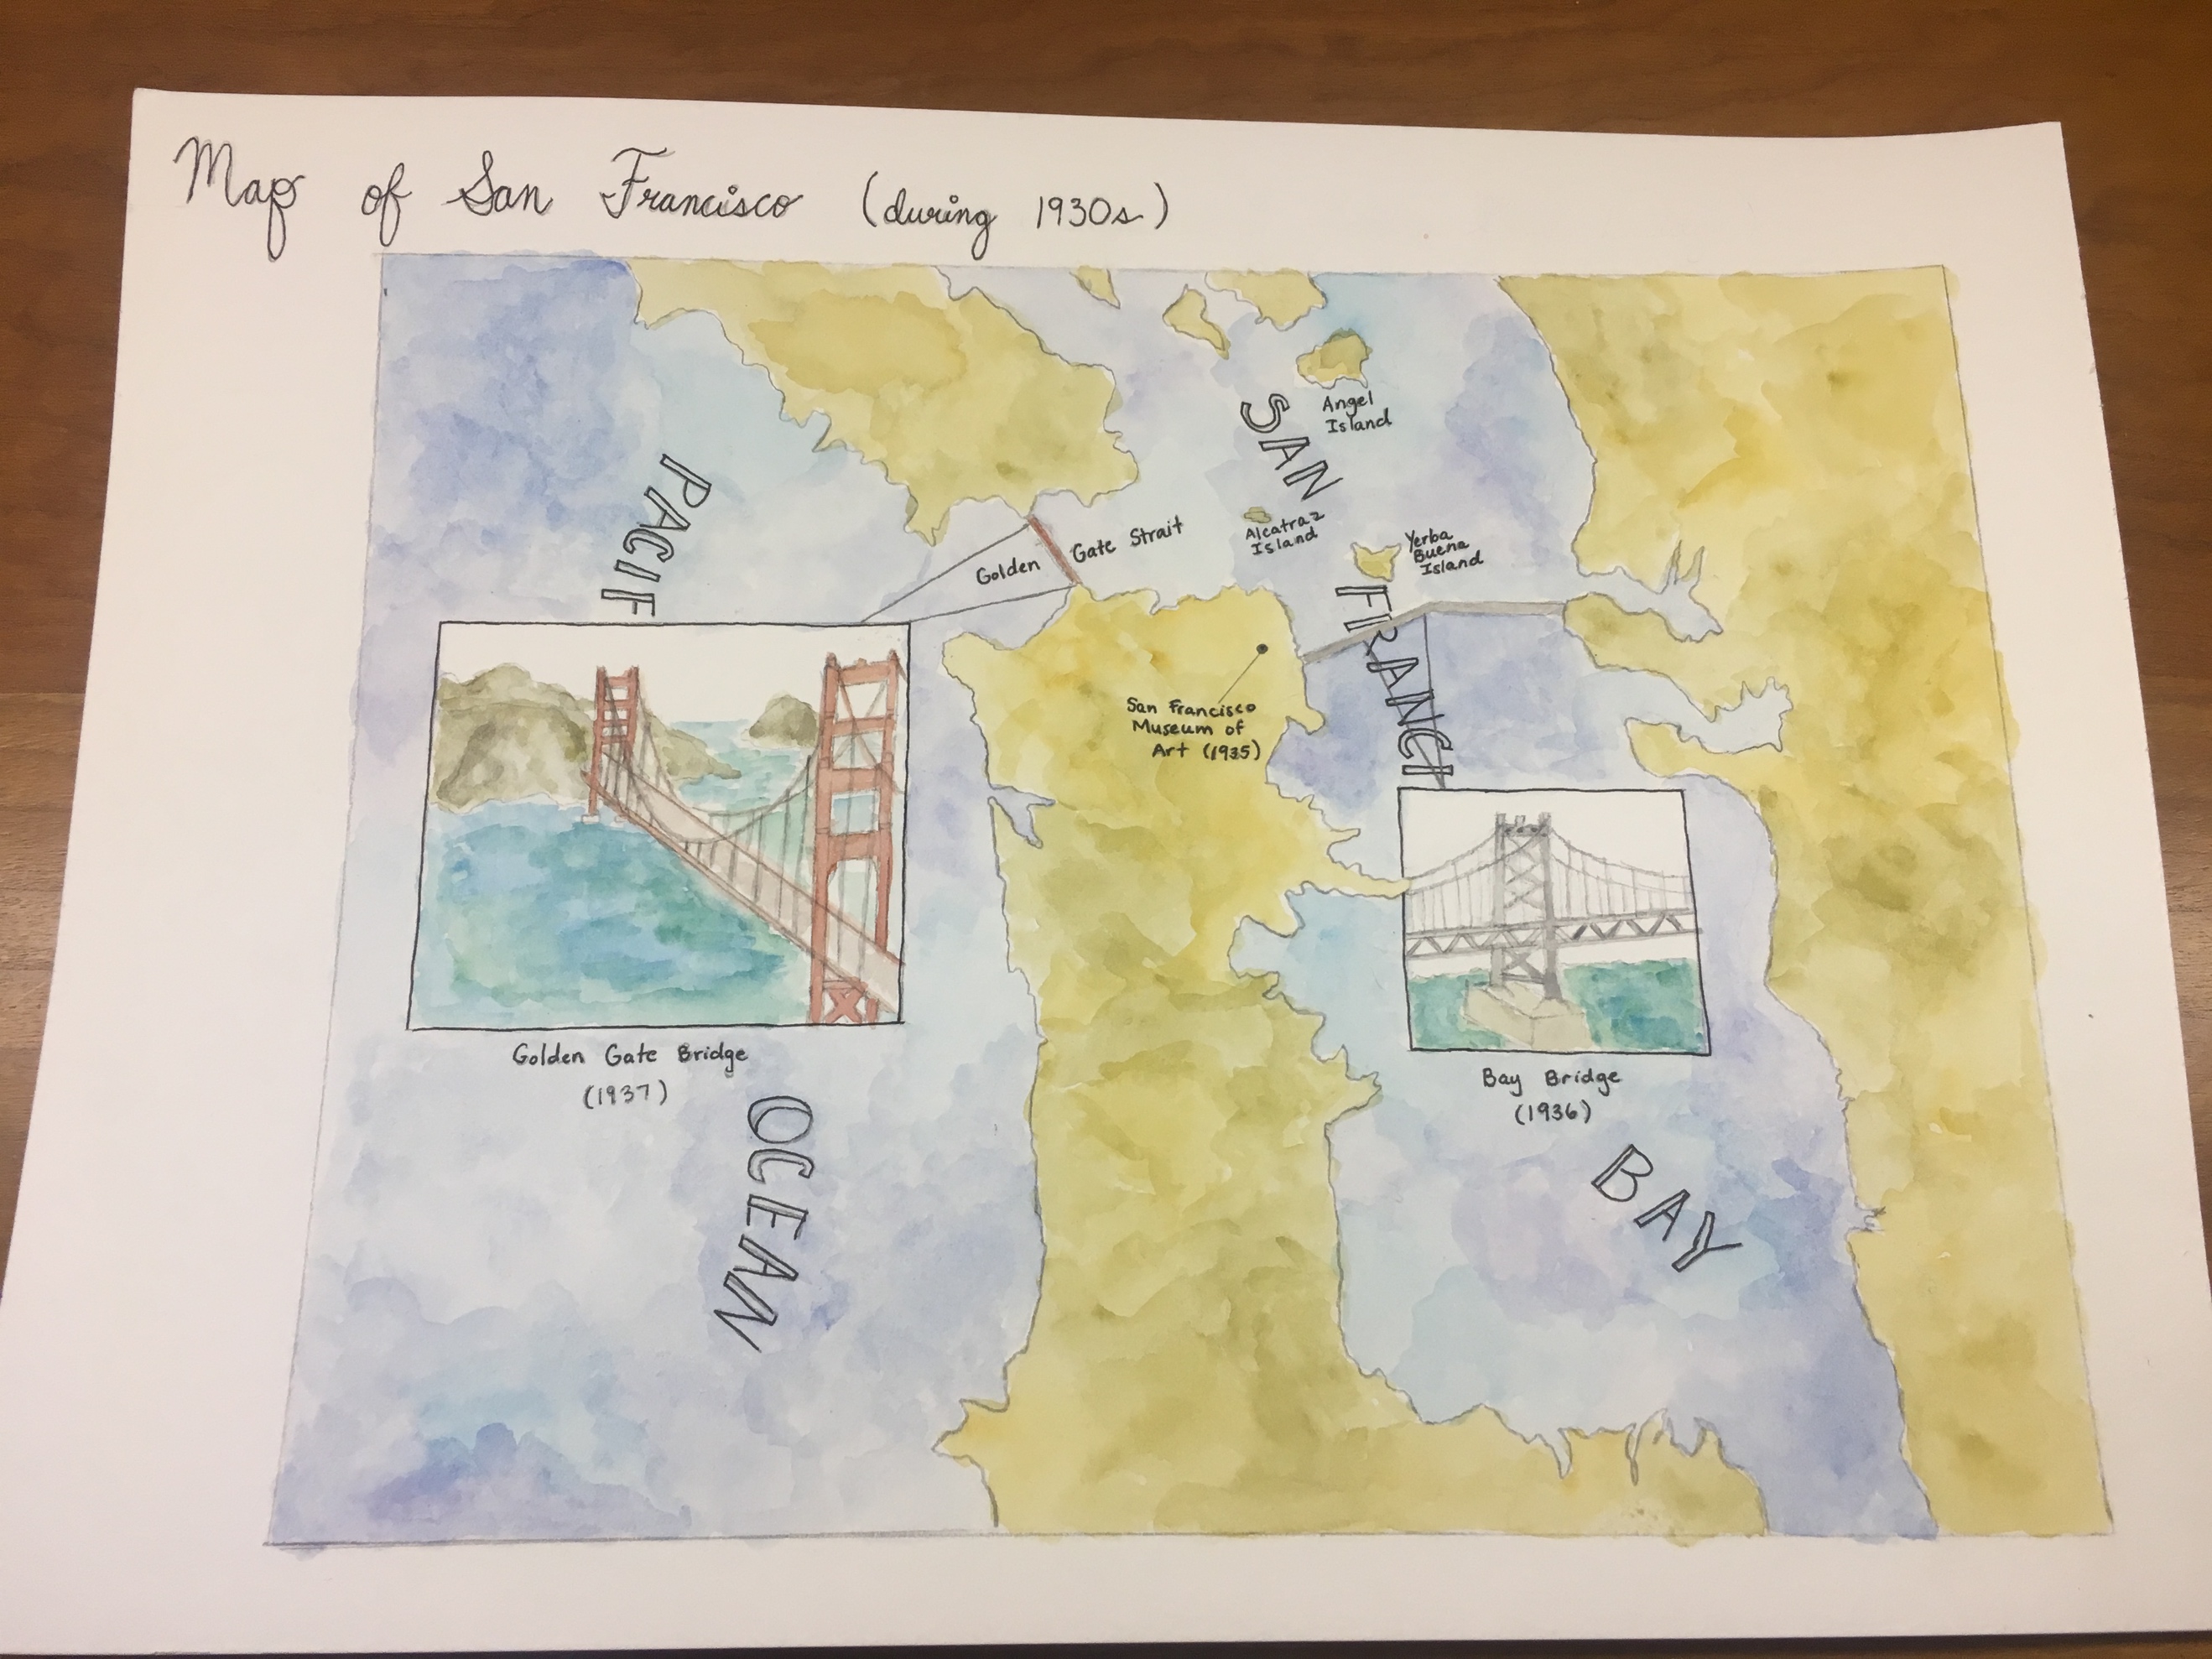 Map of San Francisco (during 1930s)
PACIF
OCEAN
SAN
FRANCI
BAY
Angel
Island
Alcatraz
Island
Yerba
Buena
Island
Golden Gate Strait
San Francisco
Museum of
Art (1935)
Golden Gate Bridge
(1937)
Bay Bridge
(1936)